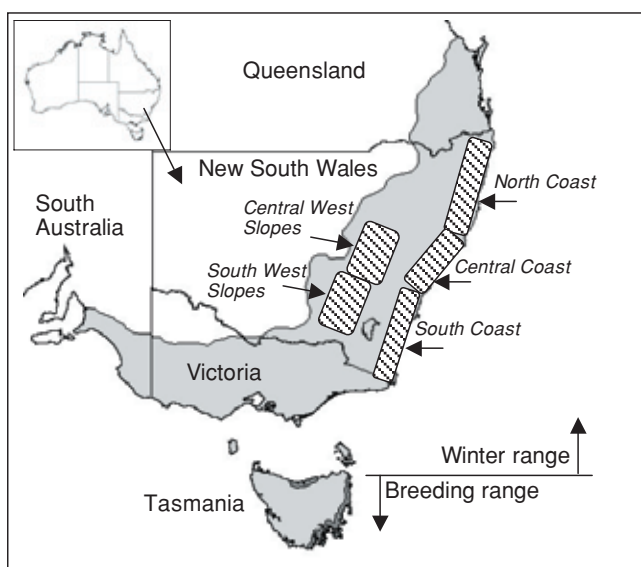 Queensland
New South Wales
North Coast
South
Australia
Central West
Slopes
South West
Slopes
Central Coast
South Coast
Victoria
Winter range
Tasmania
Breeding range